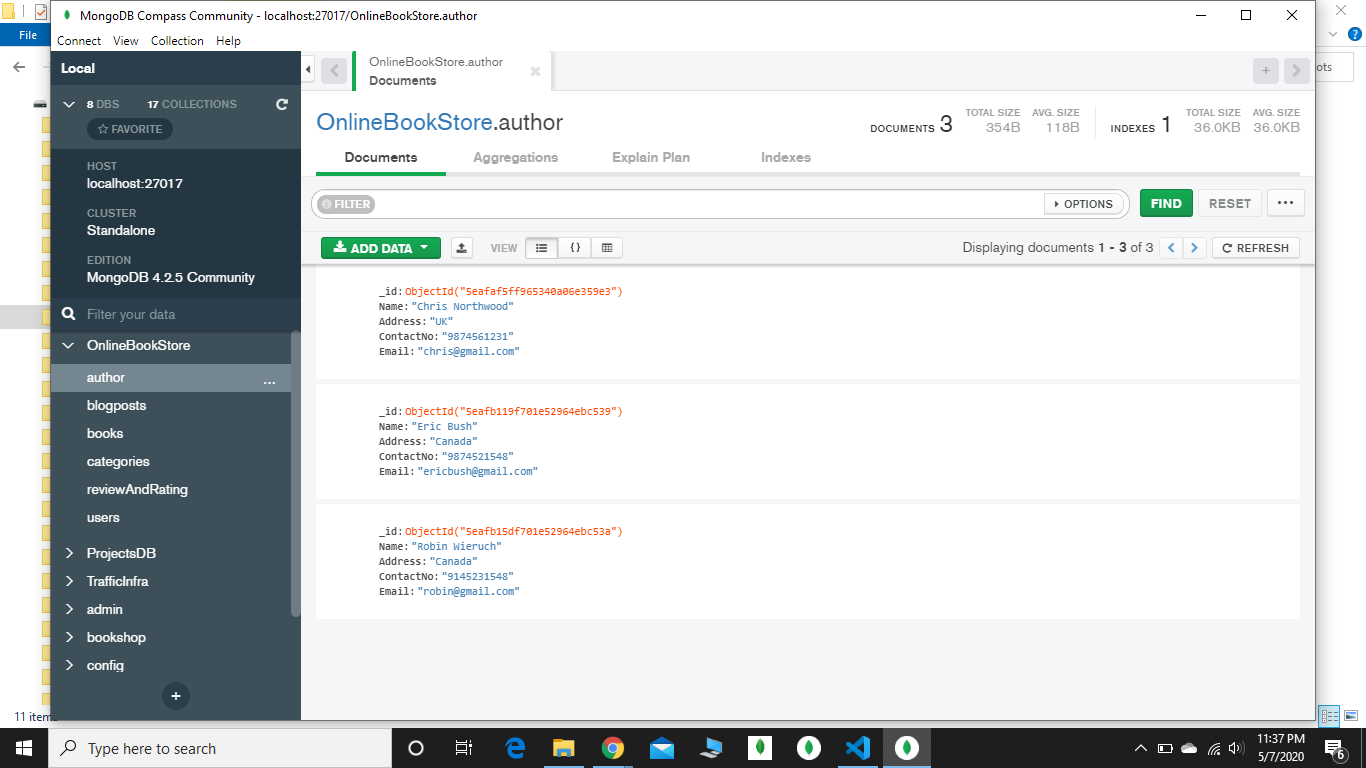 MongoDB Compass Community - localhost:27017/OnlineBookStore.author
File
Connect View Collection Help
Local
8 DBS 17 COLLECTIONS
FAVORITE
HOST
localhost:27017
CLUSTER
Standalone
EDITION
MongoDB 4.2.5 Community
Filter your data
OnlineBookStore
author ...
blogposts
books
categories
reviewAndRating
users
ProjectsDB
TrafficInfra
admin
bookshop
config
+
OnlineBookStore.author
Documents
+
OnlineBookStore.author
DOCUMENTS 3 TOTAL SIZE 354B AVG. SIZE 118B INDEXES 1 TOTAL SIZE 36.0KB AVG. SIZE 36.0KB
Documents Aggregations Explain Plan Indexes
FILTER OPTIONS FIND RESET ...
ADD DATA VIEW {} Displaying documents 1 - 3 of 3 < > REFRESH
_id: ObjectId("5eafaf5ff965340a06e359e3")
Name: "Chris Northwood"
Address: "UK"
ContactNo: "9874561231"
Email: "chris@gmail.com"
_id: ObjectId("5eafb119f701e52964ebc539")
Name: "Eric Bush"
Address: "Canada"
ContactNo: "9874521548"
Email: "ericbush@gmail.com"
_id: ObjectId("5eafb15df701e52964ebc53a")
Name: "Robin Wieruch"
Address: "Canada"
ContactNo: "9145231548"
Email: "robin@gmail.com"
ots
11 items
Type here to search
11:37 PM
5/7/2020
6